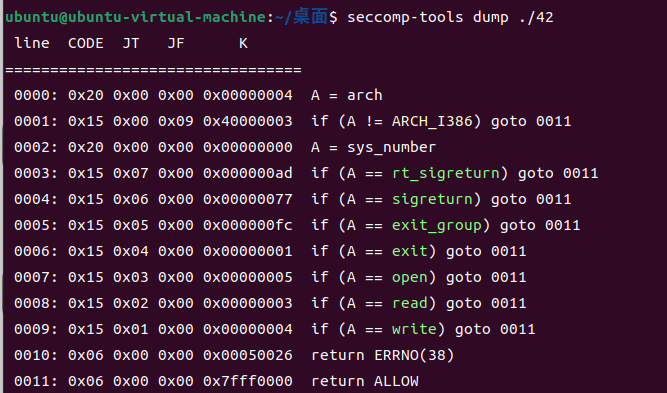 ubuntu@ubuntu-virtual-machine:~/桌面$ seccomp-tools dump ./42
 line  CODE  JT   JF      K
=================================
 0000: 0x20 0x00 0x00 0x00000004  A = arch
 0001: 0x15 0x00 0x09 0x40000003  if (A != ARCH_I386) goto 0011
 0002: 0x20 0x00 0x00 0x00000000  A = sys_number
 0003: 0x15 0x07 0x00 0x000000ad  if (A == rt_sigreturn) goto 0011
 0004: 0x15 0x06 0x00 0x00000077  if (A == sigreturn) goto 0011
 0005: 0x15 0x05 0x00 0x000000fc  if (A == exit_group) goto 0011
 0006: 0x15 0x04 0x00 0x00000001  if (A == exit) goto 0011
 0007: 0x15 0x03 0x00 0x00000005  if (A == open) goto 0011
 0008: 0x15 0x02 0x00 0x00000003  if (A == read) goto 0011
 0009: 0x15 0x01 0x00 0x00000004  if (A == write) goto 0011
 0010: 0x06 0x00 0x00 0x00050026  return ERRNO(38)
 0011: 0x06 0x00 0x00 0x7fff0000  return ALLOW